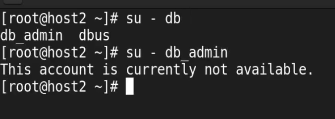 [root@host2 ~]# su - db
db_admin  dbus
[root@host2 ~]# su - db_admin
This account is currently not available.
[root@host2 ~]#